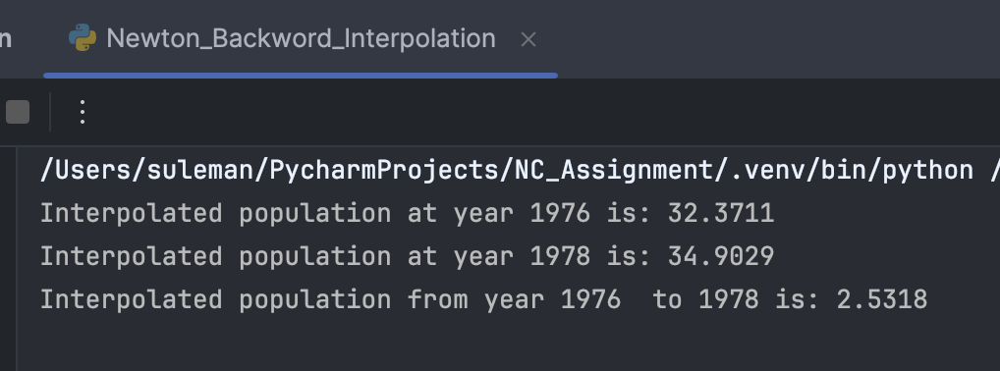 n
Newton_Backword_Interpolation
/Users/suleman/PycharmProjects/NC_Assignment/.venv/bin/python /
Interpolated population at year 1976 is: 32.3711
Interpolated population at year 1978 is: 34.9029
Interpolated population from year 1976  to 1978 is: 2.5318